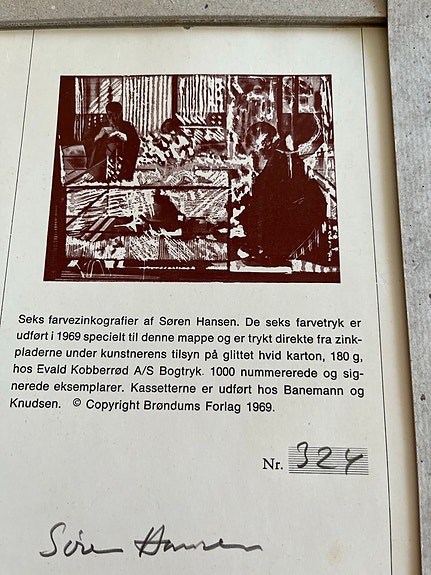 Seks farvezinkografier af Søren Hansen. De seks farvetryk er
udført i 1969 specielt til denne mappe og er trykt direkte fra zink-
pladerne under kunstnerens tilsyn på glittet hvid karton, 180 g,
hos Evald Kobberrød A/S Bogtryk. 1000 nummererede og sig-
nerede eksemplarer. Kassetterne er udført hos Banemann og
Knudsen. © Copyright Brøndums Forlag 1969.
Nr. 324
Søren Hansen